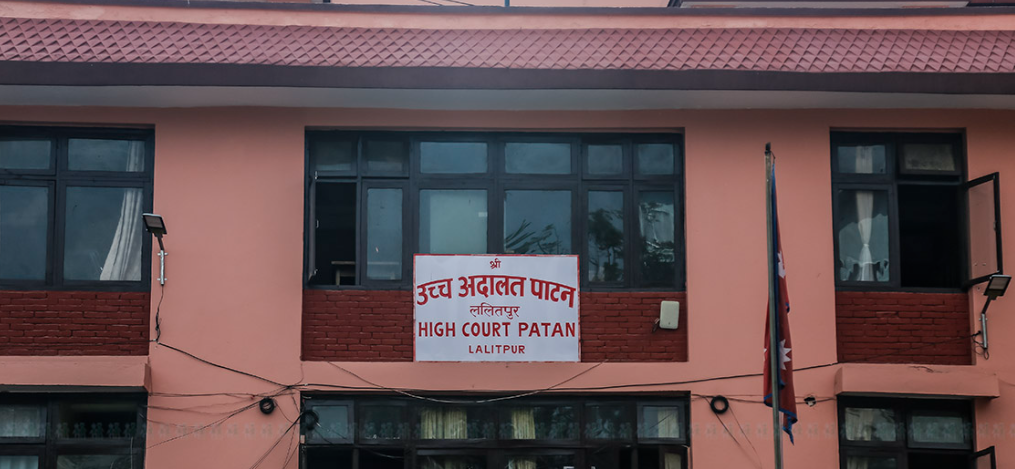 श्री
उच्च अदालत पाटन
ललितपुर
HIGH COURT PATAN
LALITPUR